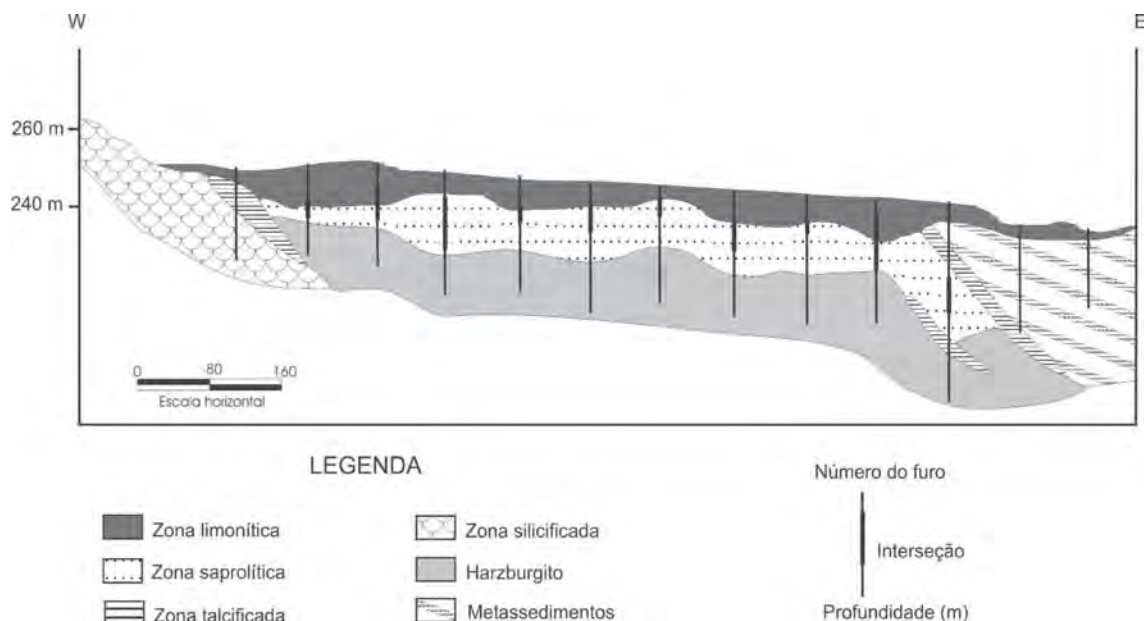 W
E
260 m
240 m
0 80 160
Escala horizontal
LEGENDA
Zona limonítica
Zona saprolítica
Zona talcificada
Zona silicificada
Harzburgito
Metassedimentos
Número do furo
Interseção
Profundidade (m)